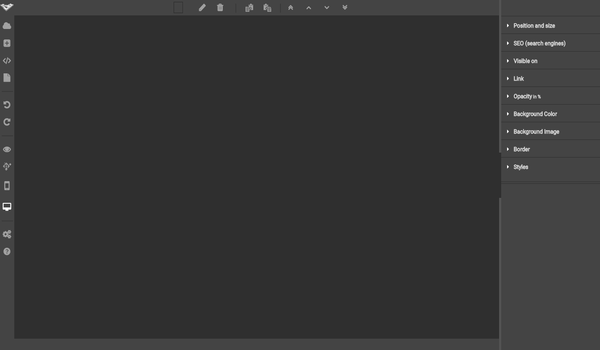 Position and size
SEO (search engines)
Visible on
Link
Opacity in %
Background Color
Background Image
Border
Styles